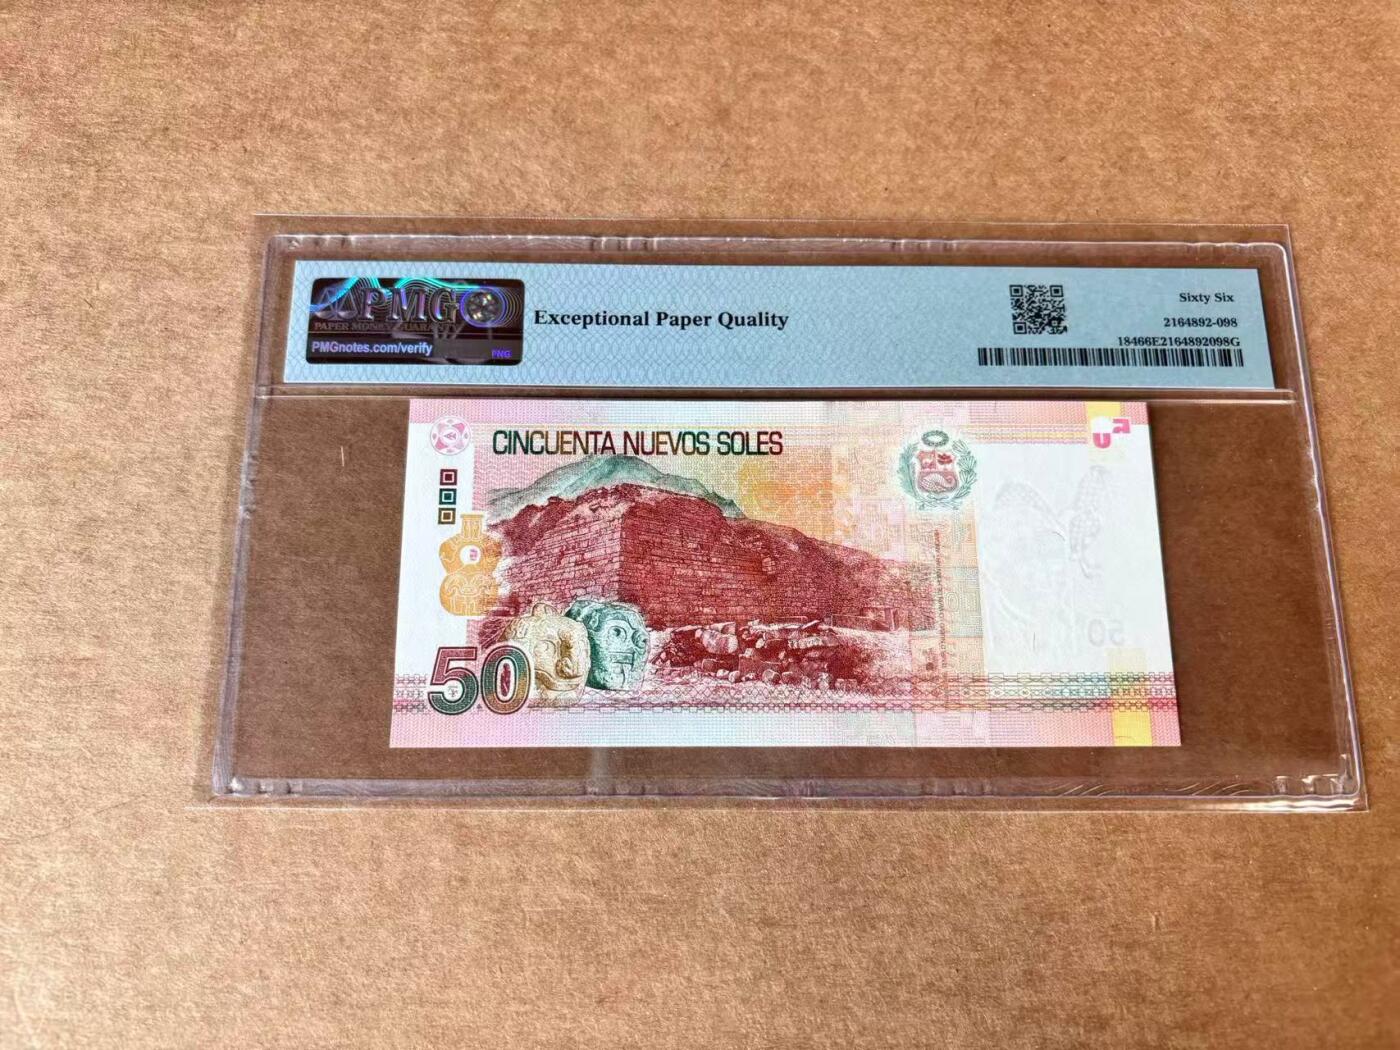 PMG
PAPER MONEY GUARANTY
PMGnotes.com/verify
PNG
Exceptional Paper Quality
Sixty Six
2164892-098
18466E2164892098G
CINCUENTA NUEVOS SOLES
50
50